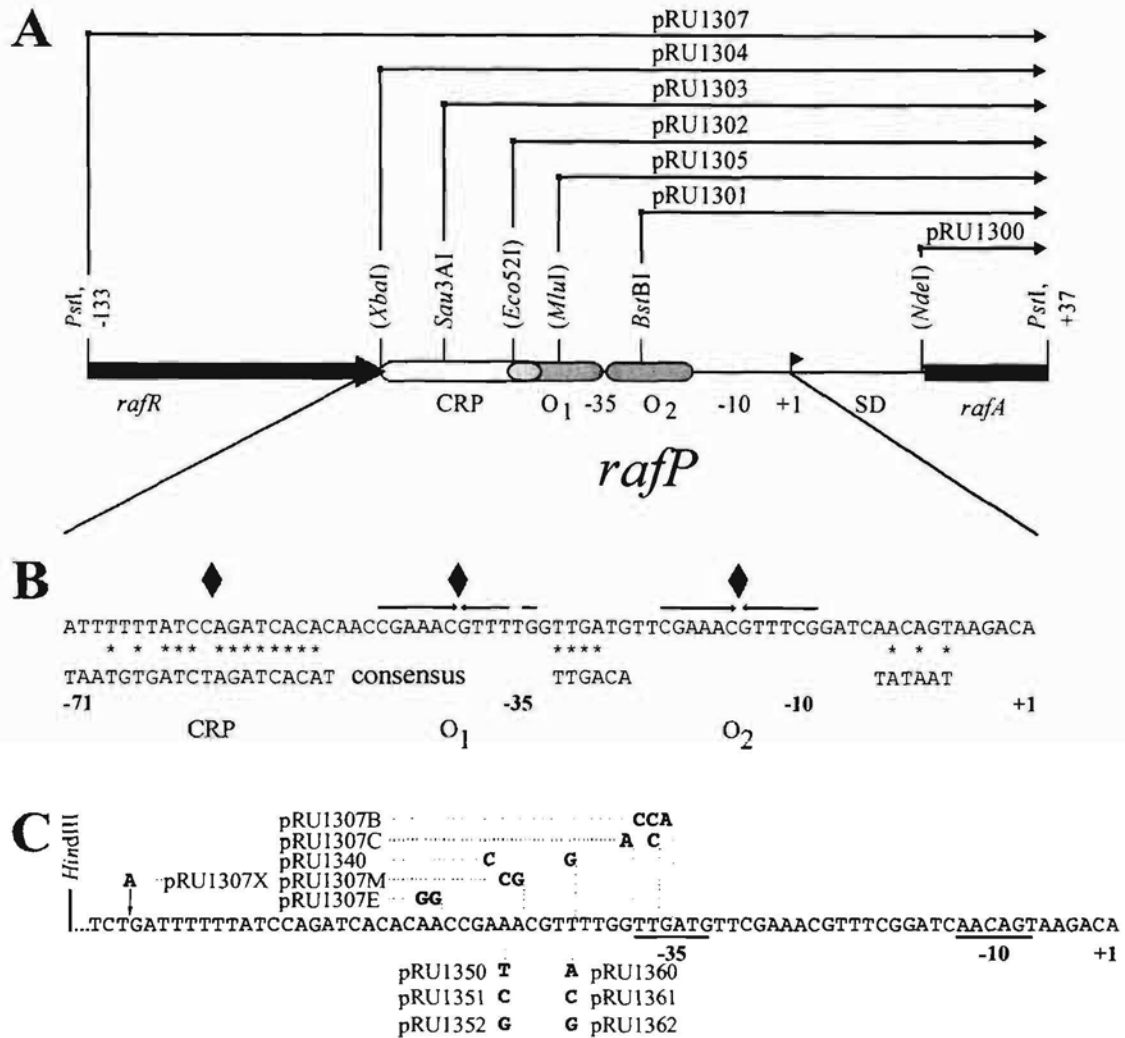 A
pRU1307
pRU1304
pRU1303
pRU1302
pRU1305
pRU1301
pRU1300
PstI, -133
(XbaI)
Sau3AI
(Eco52I)
(MluI)
BstBI
(NdeI)
PstI, +37
rafR CRP O1 -35 O2 -10 +1 SD rafA
rafP
B
ATTTTTTATCCAGATCACACAACCGAAACGTTTTGGTTGATGTTCGAAACGTTTCGGATCAACAGTAAGACA
* * *** ******** **** * * *
TAATGTGATCTAGATCACAT consensus TTGACA TATAAT
-71 -35 -10 +1
CRP O1 O2
C
HindIII
pRU1307B CCA
pRU1307C A C
pRU1340 C G
A pRU1307X pRU1307M CG
pRU1307E GG
...TCTGATTTTTTATCCAGATCACACAACCGAAACGTTTTGGTTGATGTTCGAAACGTTTCGGATCAACAGTAAGACA
-35 -10 +1
pRU1350 T A pRU1360
pRU1351 C C pRU1361
pRU1352 G G pRU1362